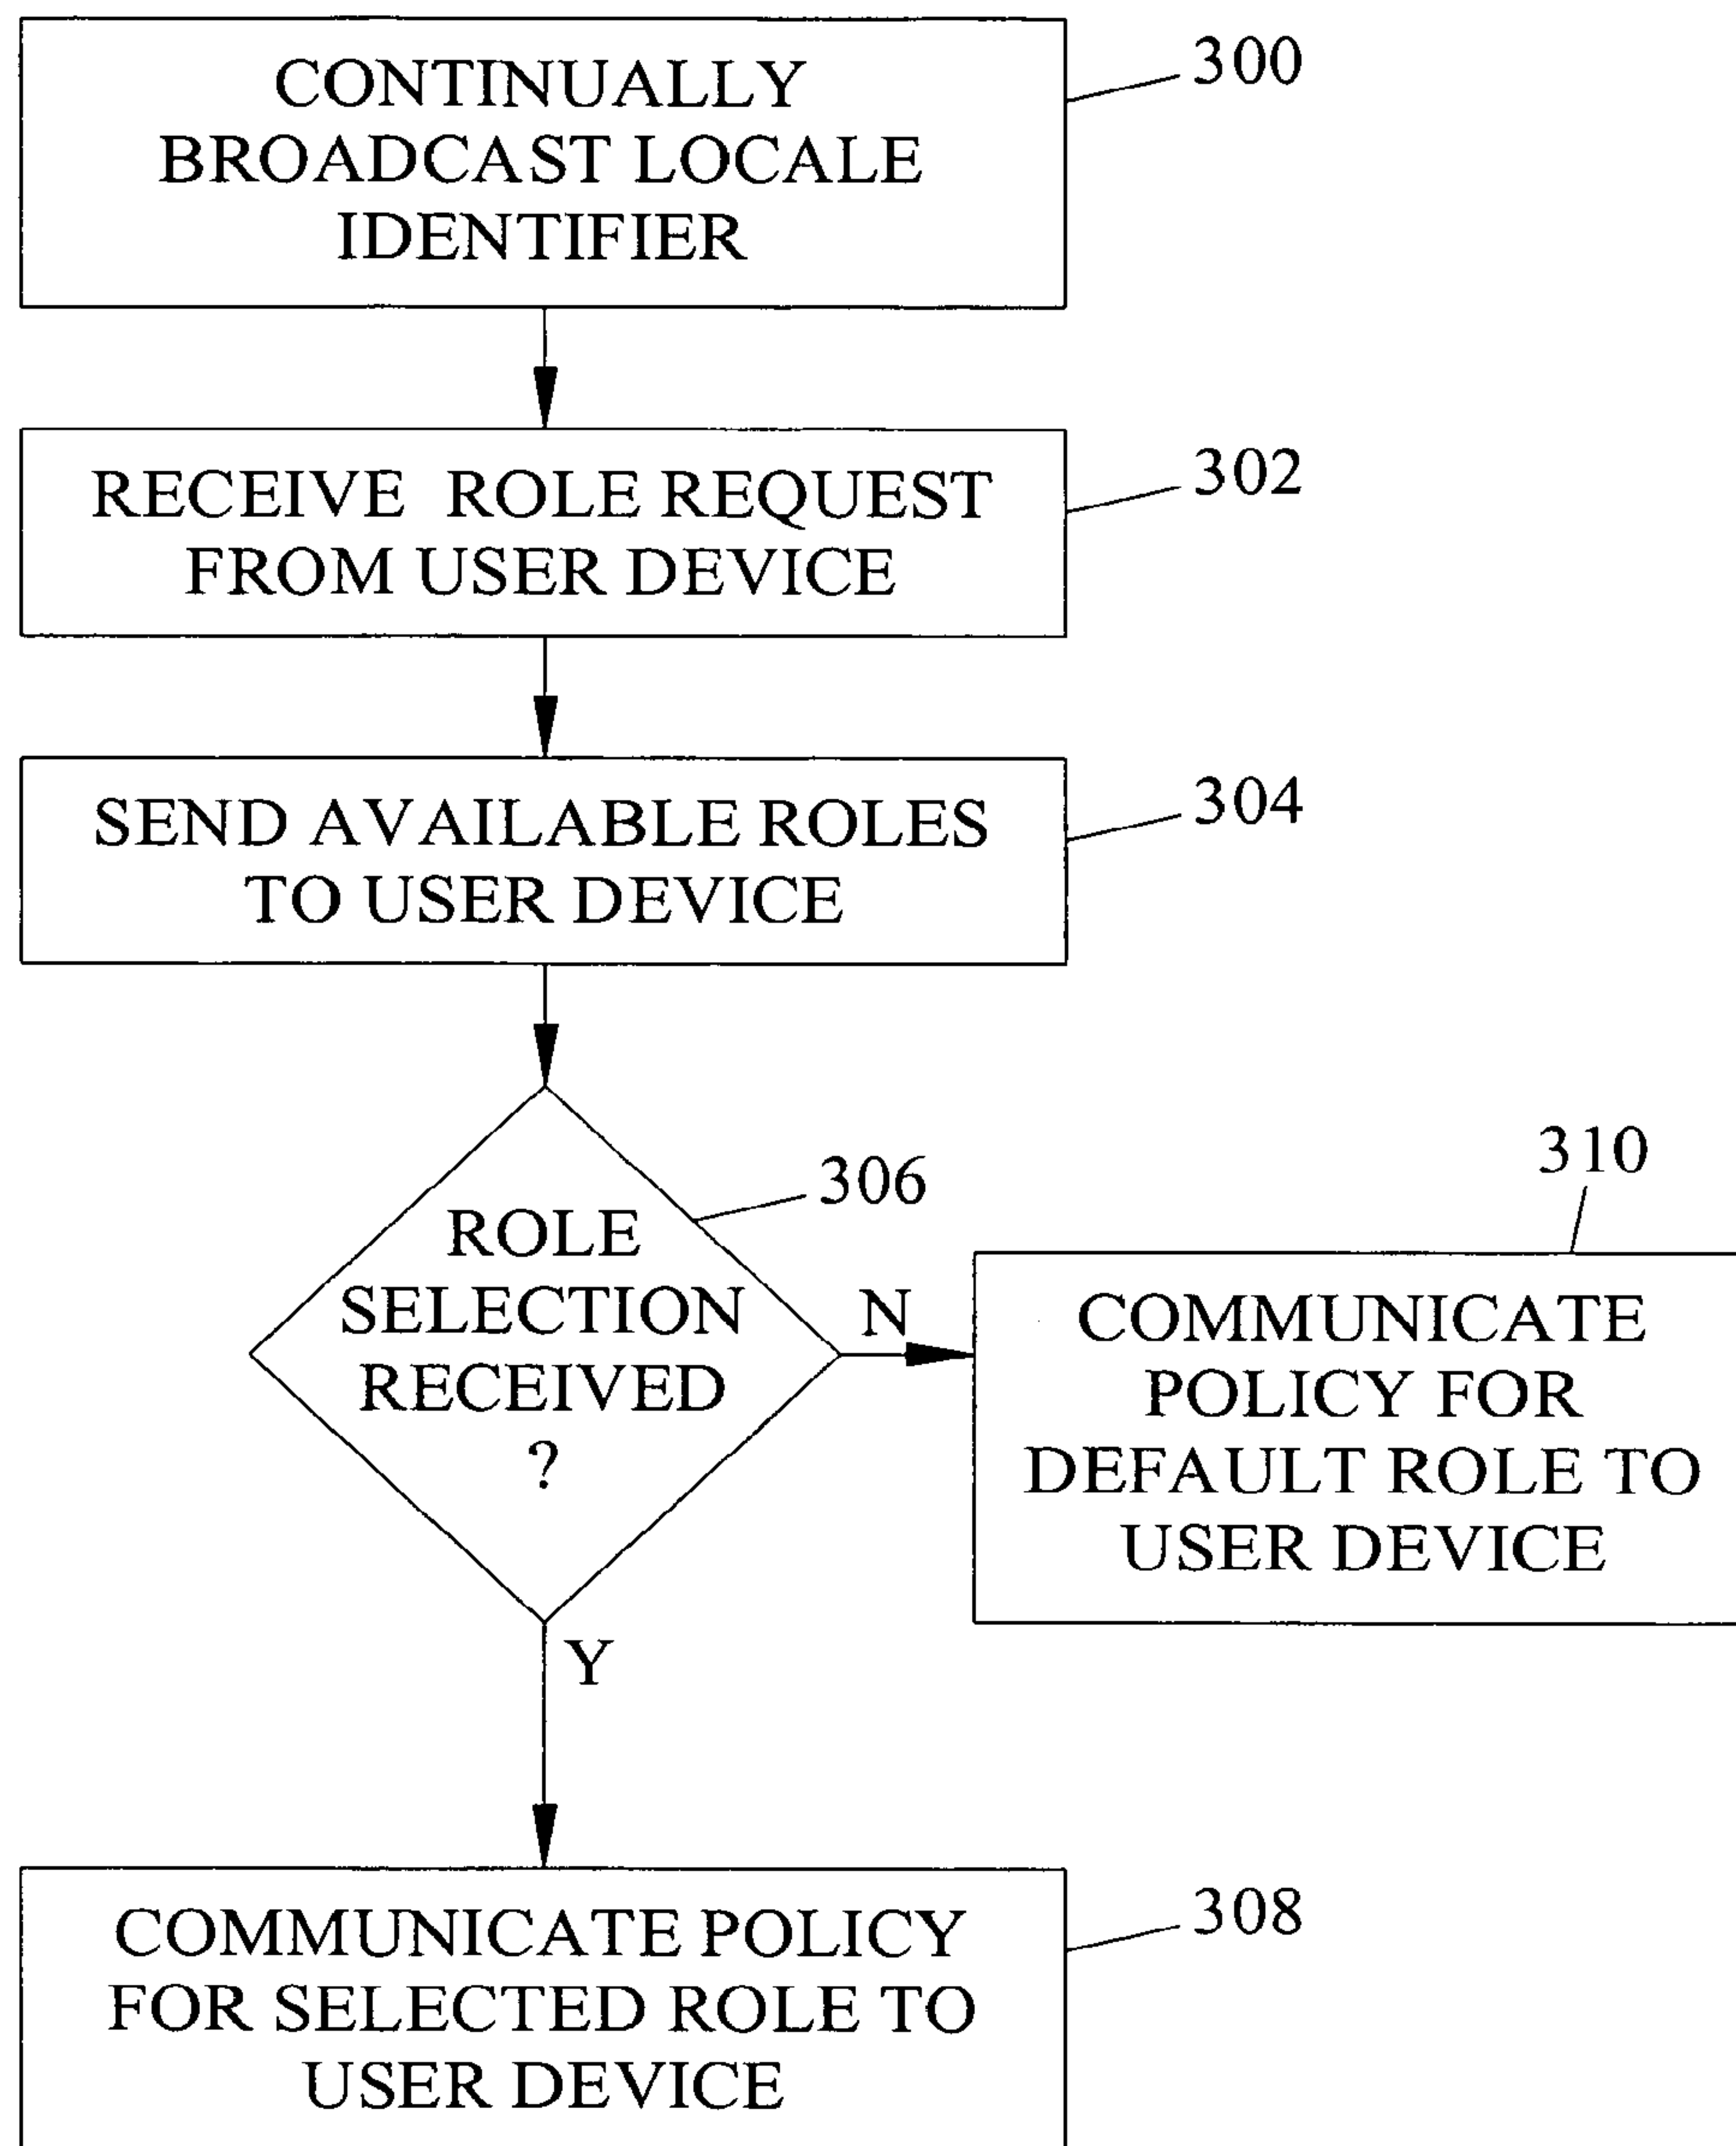 CONTINUALLY
BROADCAST LOCALE
IDENTIFIER
300
RECEIVE ROLE REQUEST
FROM USER DEVICE
302
SEND AVAILABLE ROLES
TO USER DEVICE
304
ROLE
SELECTION
RECEIVED
?
306
N
310
COMMUNICATE
POLICY FOR
DEFAULT ROLE TO
USER DEVICE
Y
COMMUNICATE POLICY
FOR SELECTED ROLE TO
USER DEVICE
308